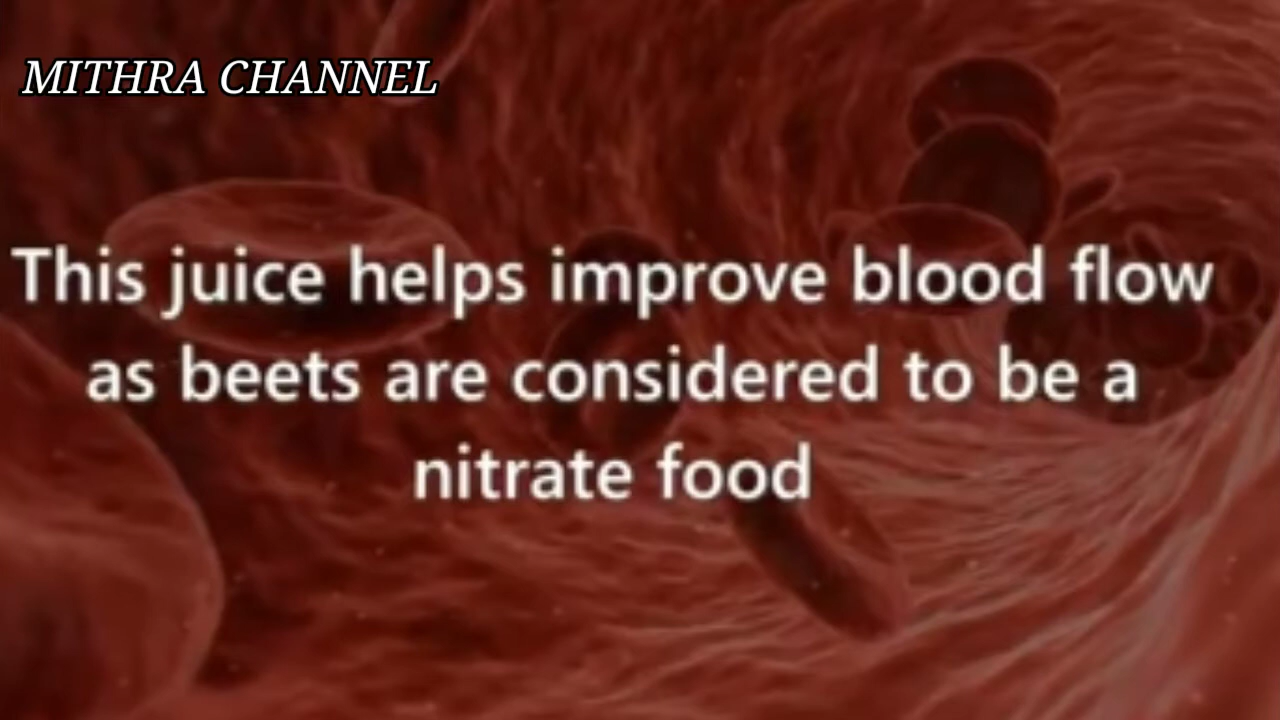 MITHRA CHANNEL
This juice helps improve blood flow
as beets are considered to be a
nitrate food